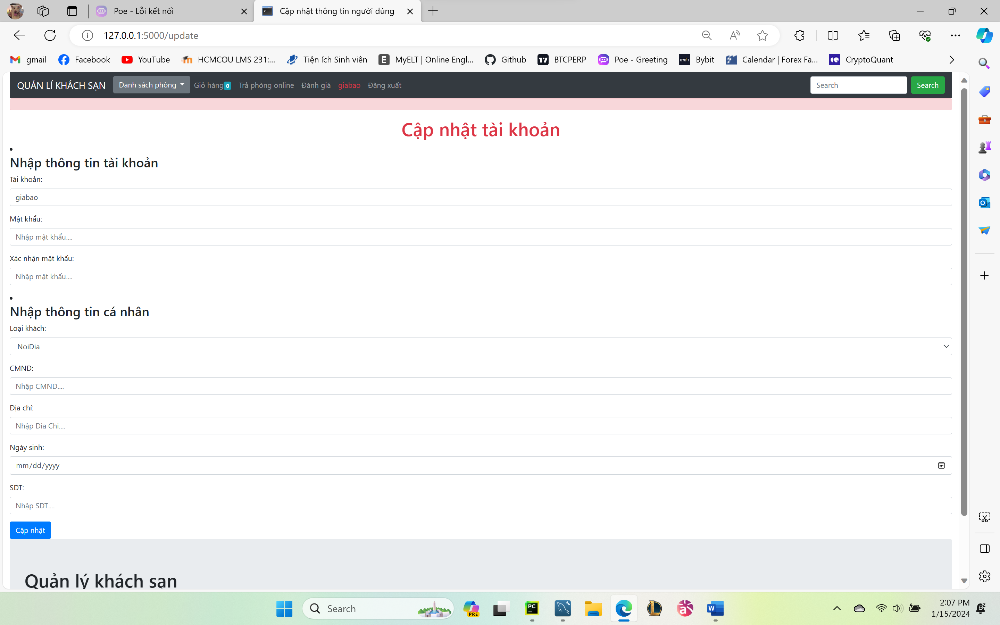 Poe - Lỗi kết nối
Cập nhật thông tin người dùng
127.0.0.1:5000/update
gmail
Facebook
YouTube
HCMCOU LMS 231:...
Tiện ích Sinh viên
MyELT | Online Engl...
Github
BTCPERP
Poe - Greeting
Bybit
Calendar | Forex Fa...
CryptoQuant
QUẢN LÍ KHÁCH SẠN
Danh sách phòng
Giỏ hàng 0
Trả phòng online
Đánh giá
giabao
Đăng xuất
Search
Search
Cập nhật tài khoản
Nhập thông tin tài khoản
Tài khoản:
giabao
Mật khẩu:
Nhập mật khẩu....
Xác nhận mật khẩu:
Nhập mật khẩu....
Nhập thông tin cá nhân
Loại khách:
NoiDia
CMND:
Nhập CMND....
Địa chỉ:
Nhập Dia Chi....
Ngày sinh:
mm/dd/yyyy
SDT:
Nhập SDT....
Cập nhật
Quản lý khách sạn
Search
PRE
PC
W
2:07 PM
1/15/2024